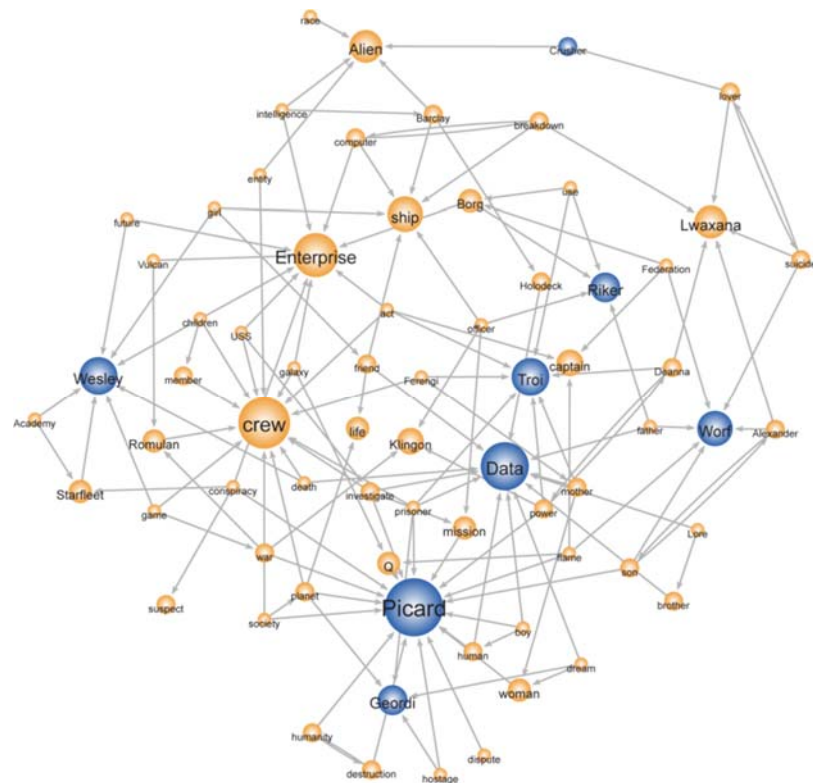 race
Alien
Crusher
lover
intelligence
Barclay
breakdown
computer
entity
girl
ship
Borg
use
Lwaxana
future
Vulcan
Enterprise
Holodeck
Riker
Federation
suicide
children
USS
act
officer
Wesley
member
galaxy
friend
Ferengi
Troi
captain
Deanna
Academy
Romulan
crew
life
Klingon
father
Worf
Alexander
Data
Starfleet
conspiracy
death
investigate
mother
game
prisoner
power
mission
Lore
war
Q
flame
son
suspect
society
planet
Picard
brother
boy
human
dream
Geordi
woman
humanity
destruction
hostage
dispute